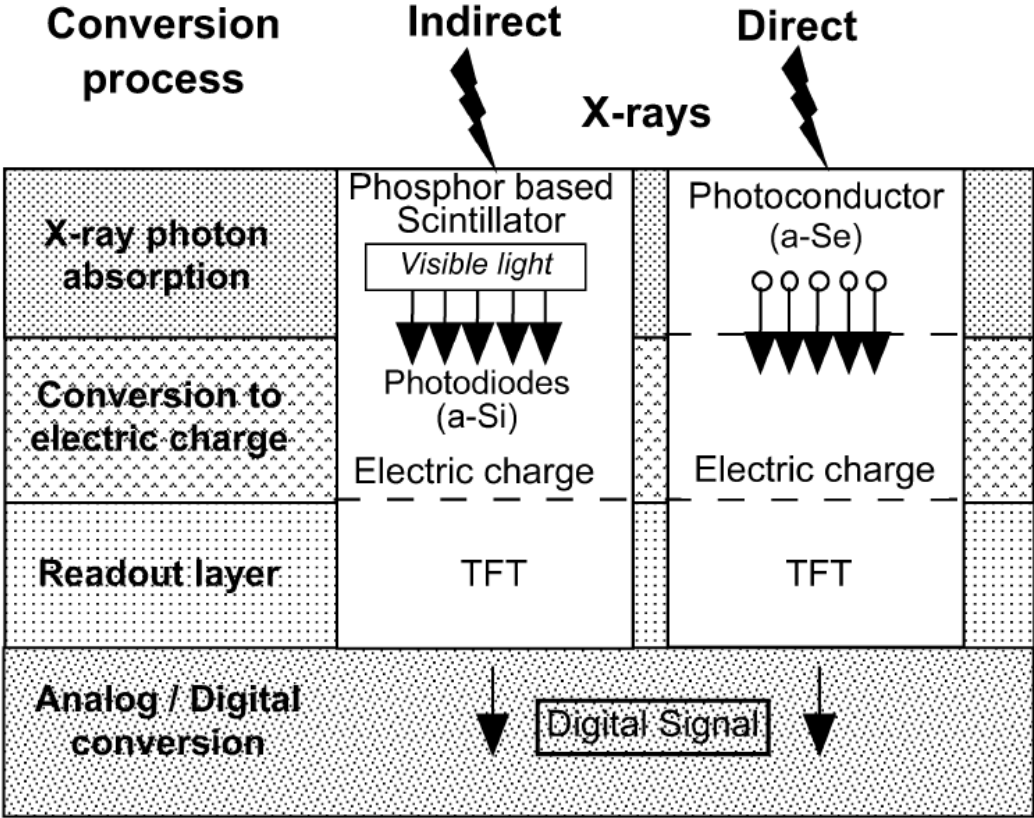 Conversion
process
Indirect
Direct
X-rays
X-ray photon
absorption
Phosphor based
Scintillator
Visible light
Photoconductor
(a-Se)
Conversion to
electric charge
Photodiodes
(a-Si)
Electric charge
Electric charge
Readout layer
TFT
TFT
Analog / Digital
conversion
Digital Signal